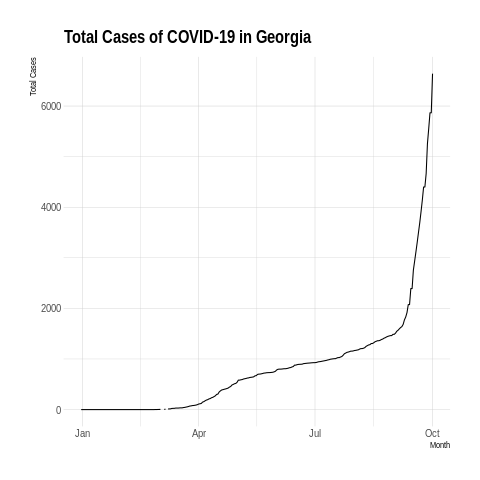 Total Cases of COVID-19 in Georgia
Total Cases
6000
4000
2000
0
Jan
Apr
Jul
Oct
Month